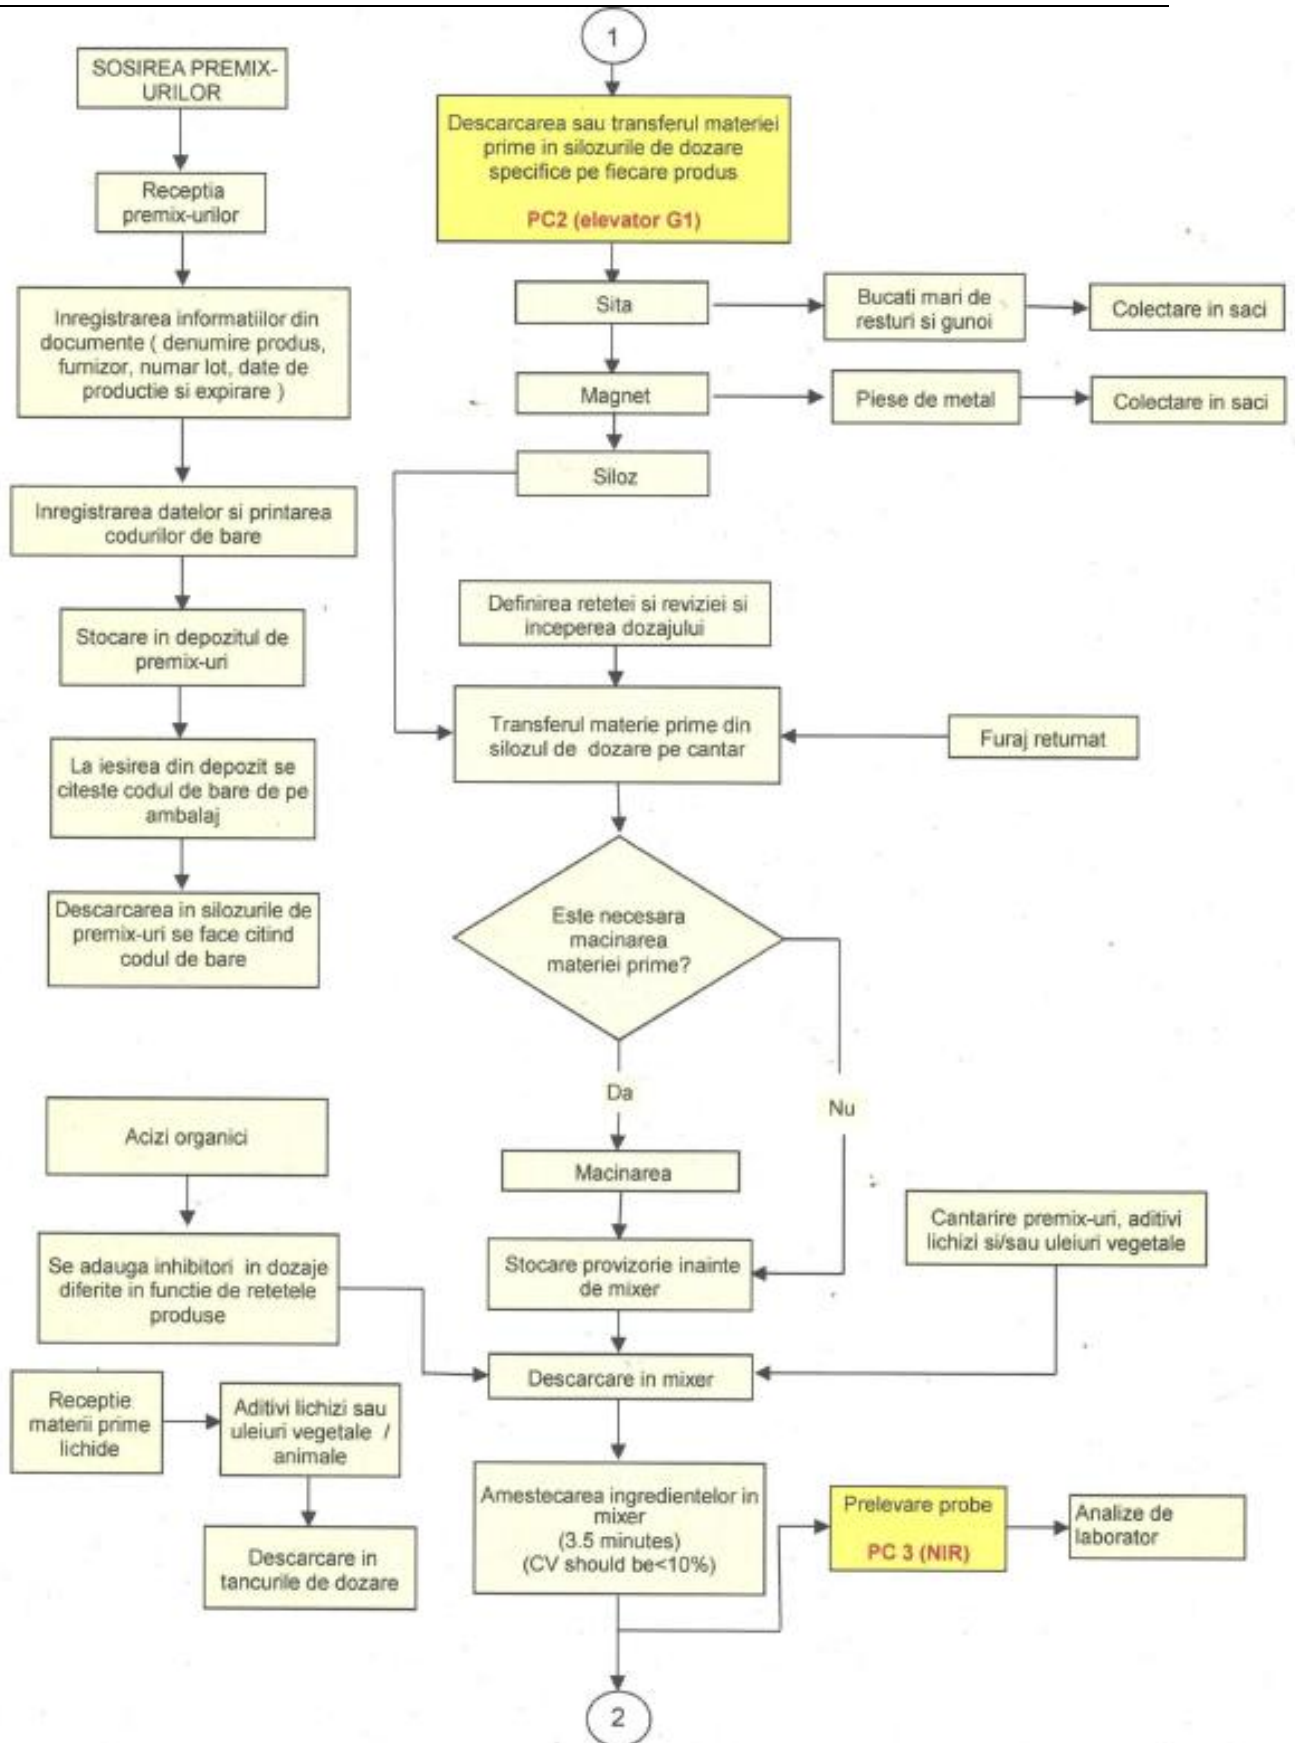 SOSIREA PREMIX-
URILOR
Receptia
premix-urilor
Inregistrarea informatiilor din
documente ( denumire produs,
furnizor, numar lot, date de
productie si expirare )
Inregistrarea datelor si printarea
codurilor de bare
Stocare in depozitul de
premix-uri
La iesirea din depozit se
citeste codul de bare de pe
ambalaj
Descarcarea in silozurile de
premix-uri se face citind
codul de bare
Acizi organici
Se adauga inhibitori in dozaje
diferite in functie de retetele
produse
Receptie
materii prime
lichide
Aditivi lichizi sau
uleiuri vegetale /
animale
Descarcare in
tancurile de dozare
1
Descarcarea sau transferul materiei
prime in silozurile de dozare
specifice pe fiecare produs
PC2 (elevator G1)
Sita
Bucati mari de
resturi si gunoi
Colectare in saci
Magnet
Piese de metal
Colectare in saci
Siloz
Definirea retetei si reviziei si
inceperea dozajului
Transferul materie prime din
silozul de dozare pe cantar
Furaj returnat
Este necesara
macinarea
materiei prime?
Da
Nu
Macinarea
Stocare provizorie inainte
de mixer
Cantarire premix-uri, aditivi
lichizi si/sau uleiuri vegetale
Descarcare in mixer
Amestecarea ingredientelor in
mixer
(3.5 minutes)
(CV should be<10%)
Prelevare probe
PC 3 (NIR)
Analize de
laborator
2